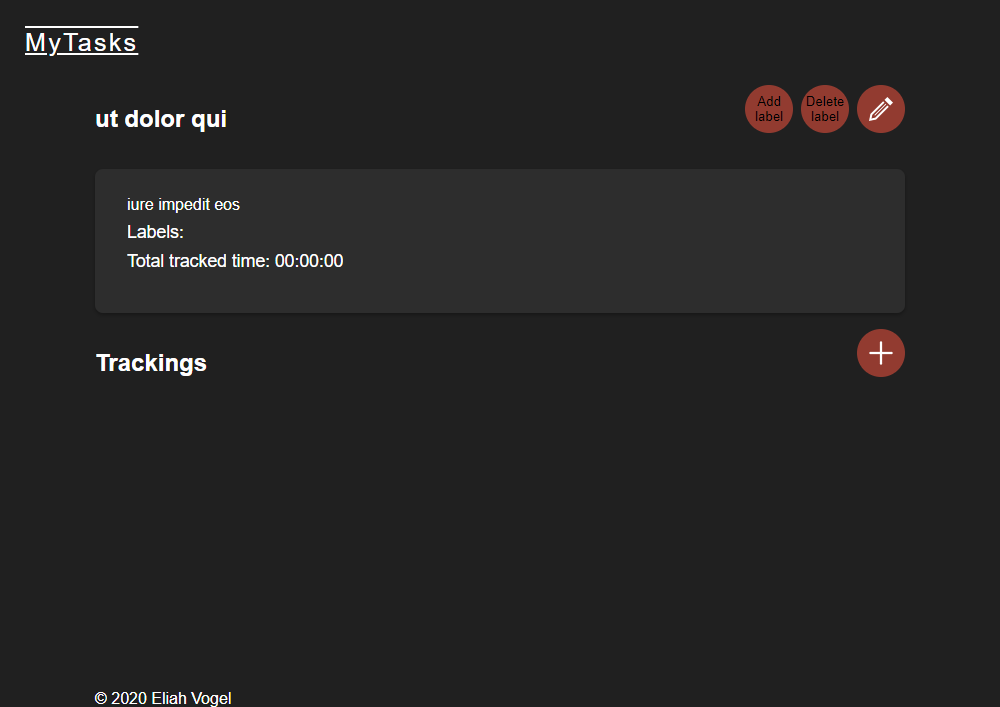 MyTasks
ut dolor qui
Add
label
Delete
label
iure impedit eos
Labels:
Total tracked time: 00:00:00
Trackings
© 2020 Eliah Vogel